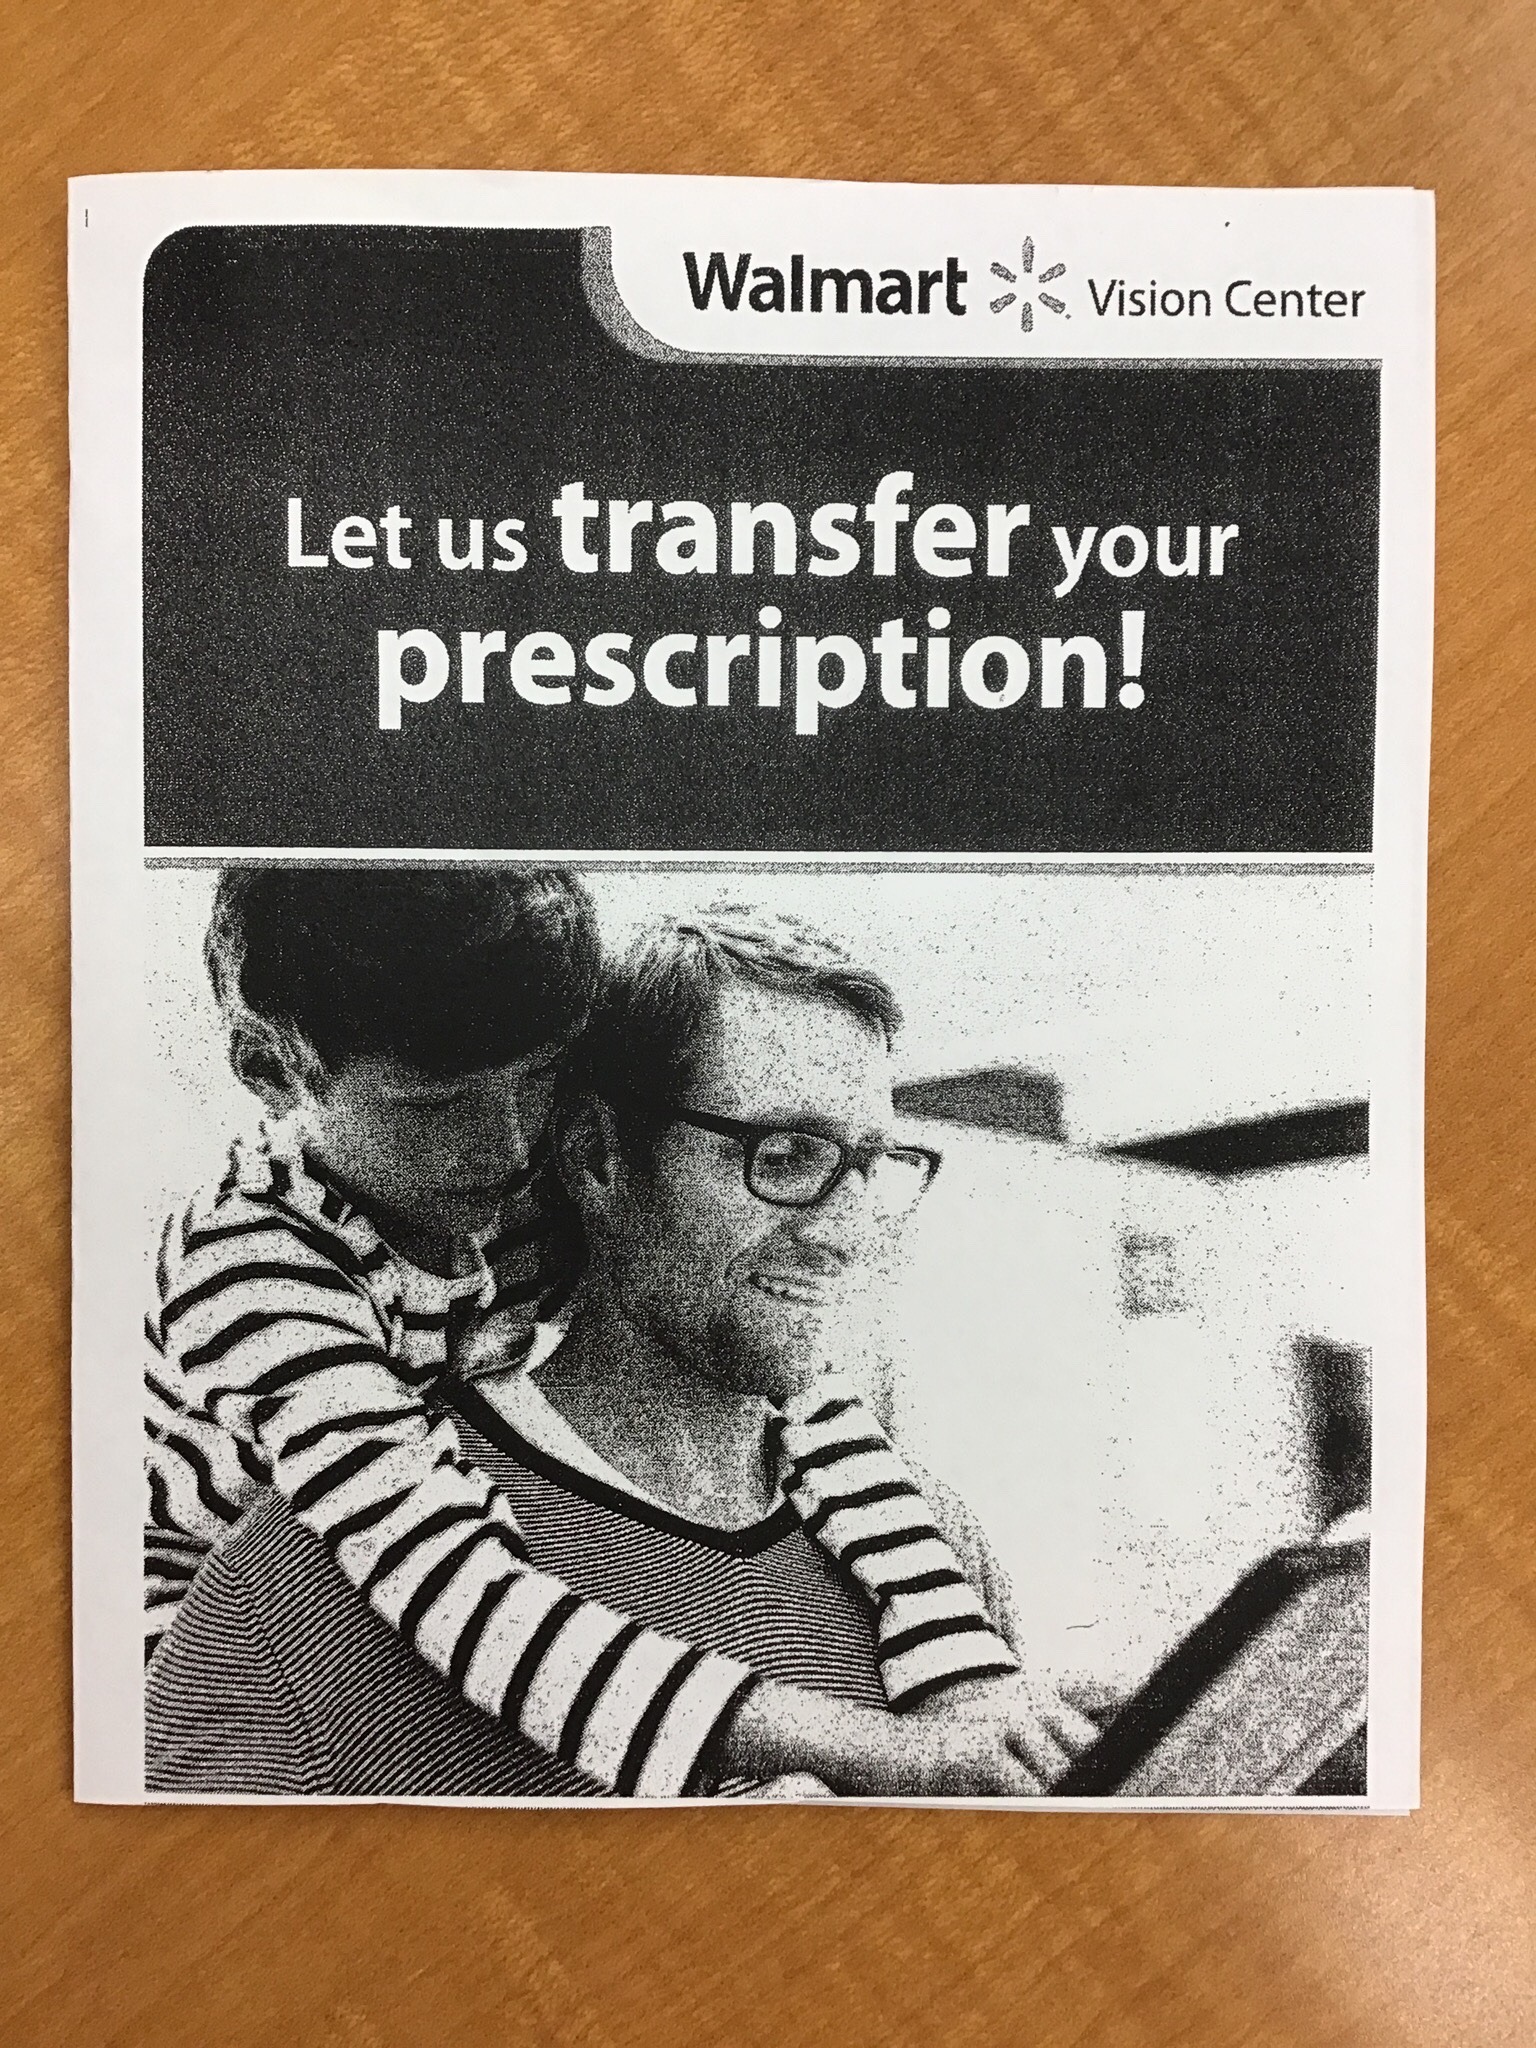 Walmart Vision Center
Let us transfer your
prescription!